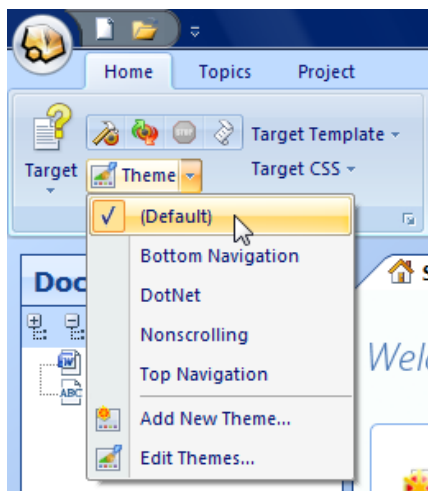 Home Topics Project
Target Template
Target Theme Target CSS
(Default)
Bottom Navigation
DotNet
Nonscrolling
Top Navigation
Add New Theme...
Edit Themes...
Doc
W
ABC
S
Wel